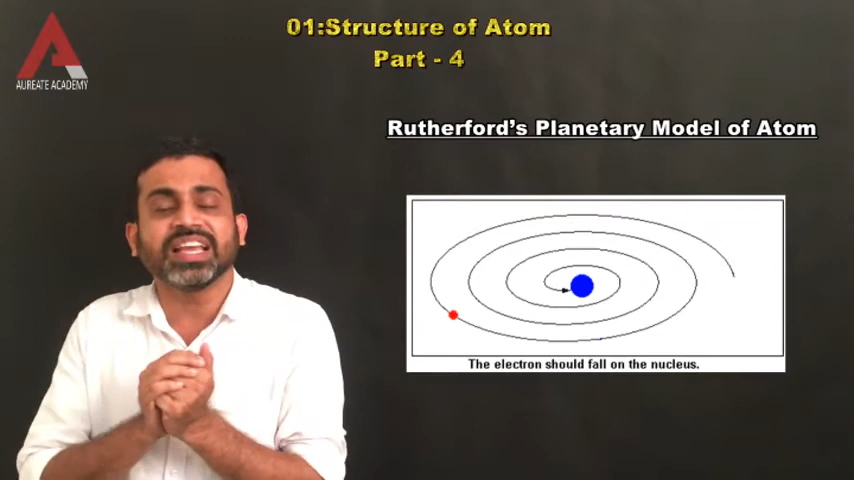 01:Structure of Atom
Part - 4
AUREATE ACADEMY
Rutherford's Planetary Model of Atom
The electron should fall on the nucleus.